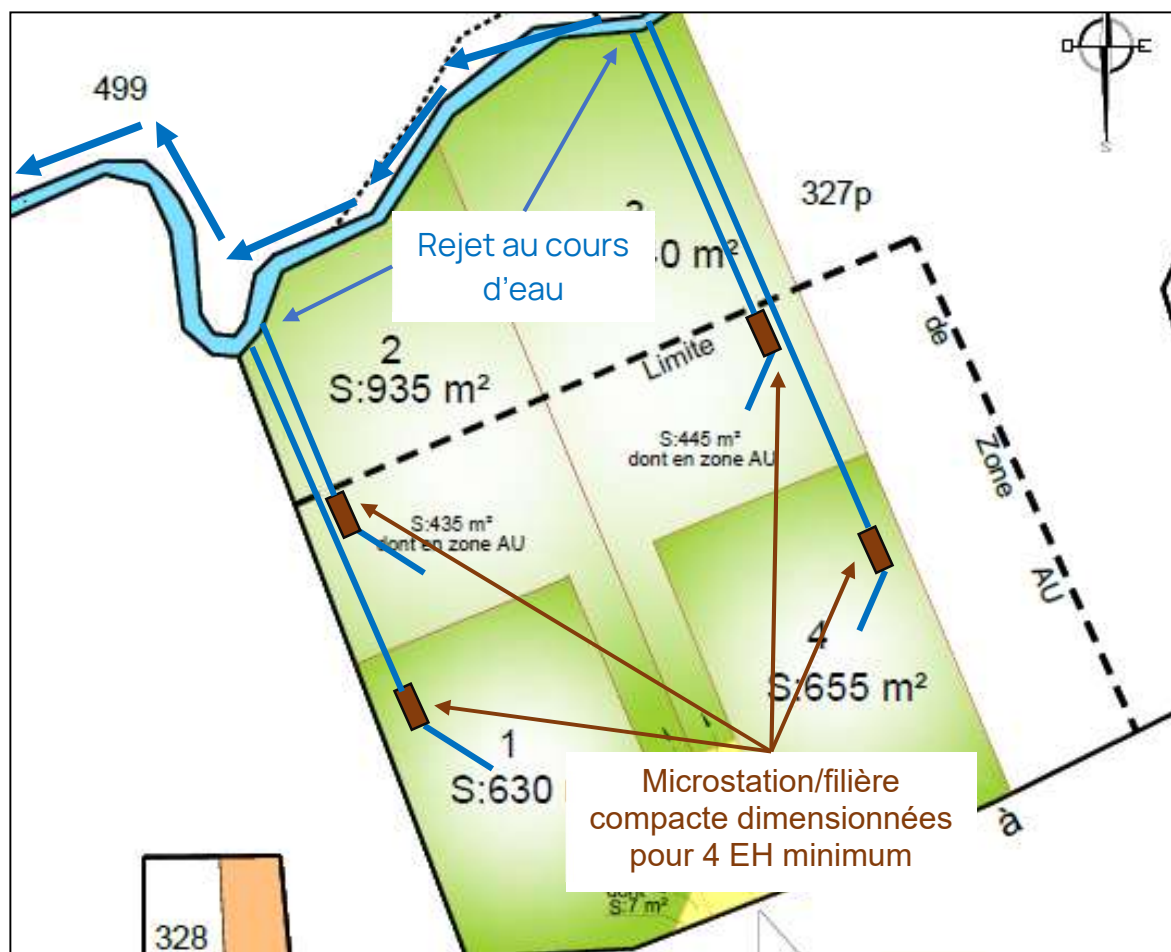 499
O
E
S
327p
Rejet au cours
d'eau
0 m²
2
S:935 m²
Limite
de
Zone
AU
S:445 m²
dont en zone AU
S:435 m²
dont en zone AU
4
S:655 m²
1
S:630
Microstation/filière
compacte dimensionnées
pour 4 EH minimum
à
dont
S:7 m²
328